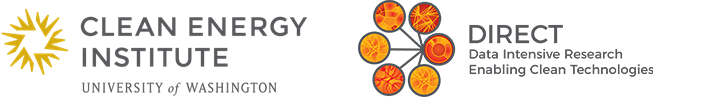 CLEAN ENERGY
INSTITUTE
UNIVERSITY of WASHINGTON
DIRECT
Data Intensive Research
Enabling Clean Technologies